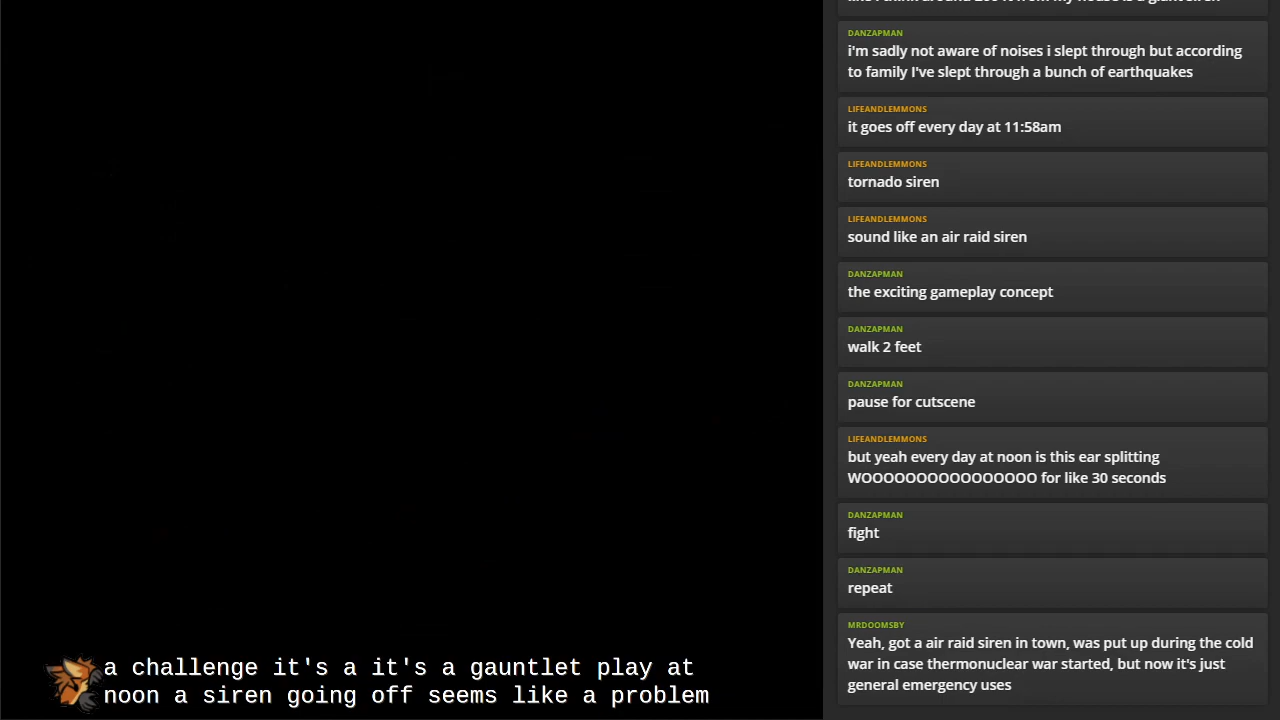 DANZAPMAN
i'm sadly not aware of noises i slept through but according
to family I've slept through a bunch of earthquakes
LIFEANDLEMMONS
it goes off every day at 11:58am
LIFEANDLEMMONS
tornado siren
LIFEANDLEMMONS
sound like an air raid siren
DANZAPMAN
the exciting gameplay concept
DANZAPMAN
walk 2 feet
DANZAPMAN
pause for cutscene
LIFEANDLEMMONS
but yeah every day at noon is this ear splitting
WOOOOOOOOOOOOOOOO for like 30 seconds
DANZAPMAN
fight
DANZAPMAN
repeat
MRDOOMSBY
Yeah, got a air raid siren in town, was put up during the cold
war in case thermonuclear war started, but now it's just
general emergency uses
a challenge it's a it's a gauntlet play at
noon a siren going off seems like a problem